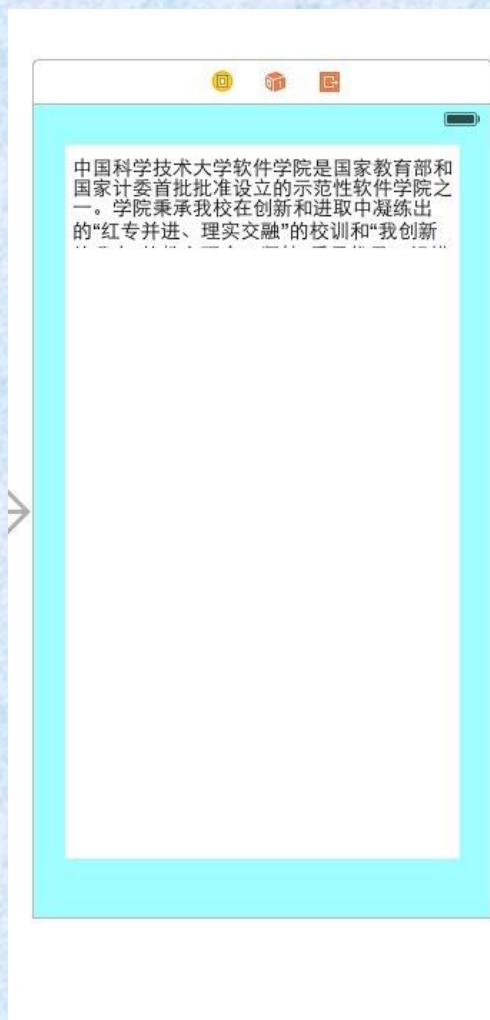 中国科学技术大学软件学院是国家教育部和
国家计委首批批准设立的示范性软件学院之
一。学院秉承我校在创新和进取中凝练出
的“红专并进、理实交融”的校训和“我创新